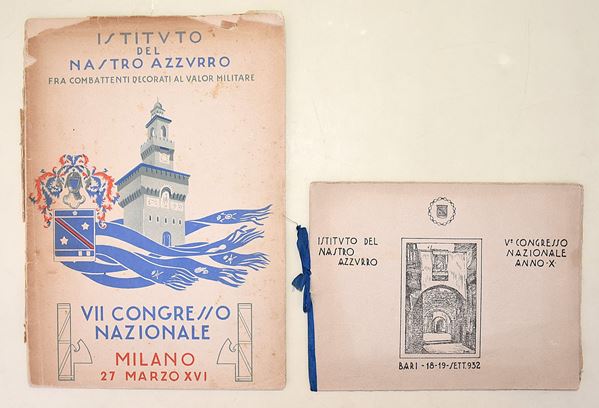 ISTITVTO
DEL
NASTRO AZZVRRO
FRA COMBATTENTI DECORATI AL VALOR MILITARE
VII CONGRESSO
NAZIONALE
MILANO
27 MARZO XVI
ISTITVTO DEL
NASTRO
AZZVRRO
Vº CONGRESSO
NAZIONALE
ANNO·X·
BARI - 18-19-SETT. 932